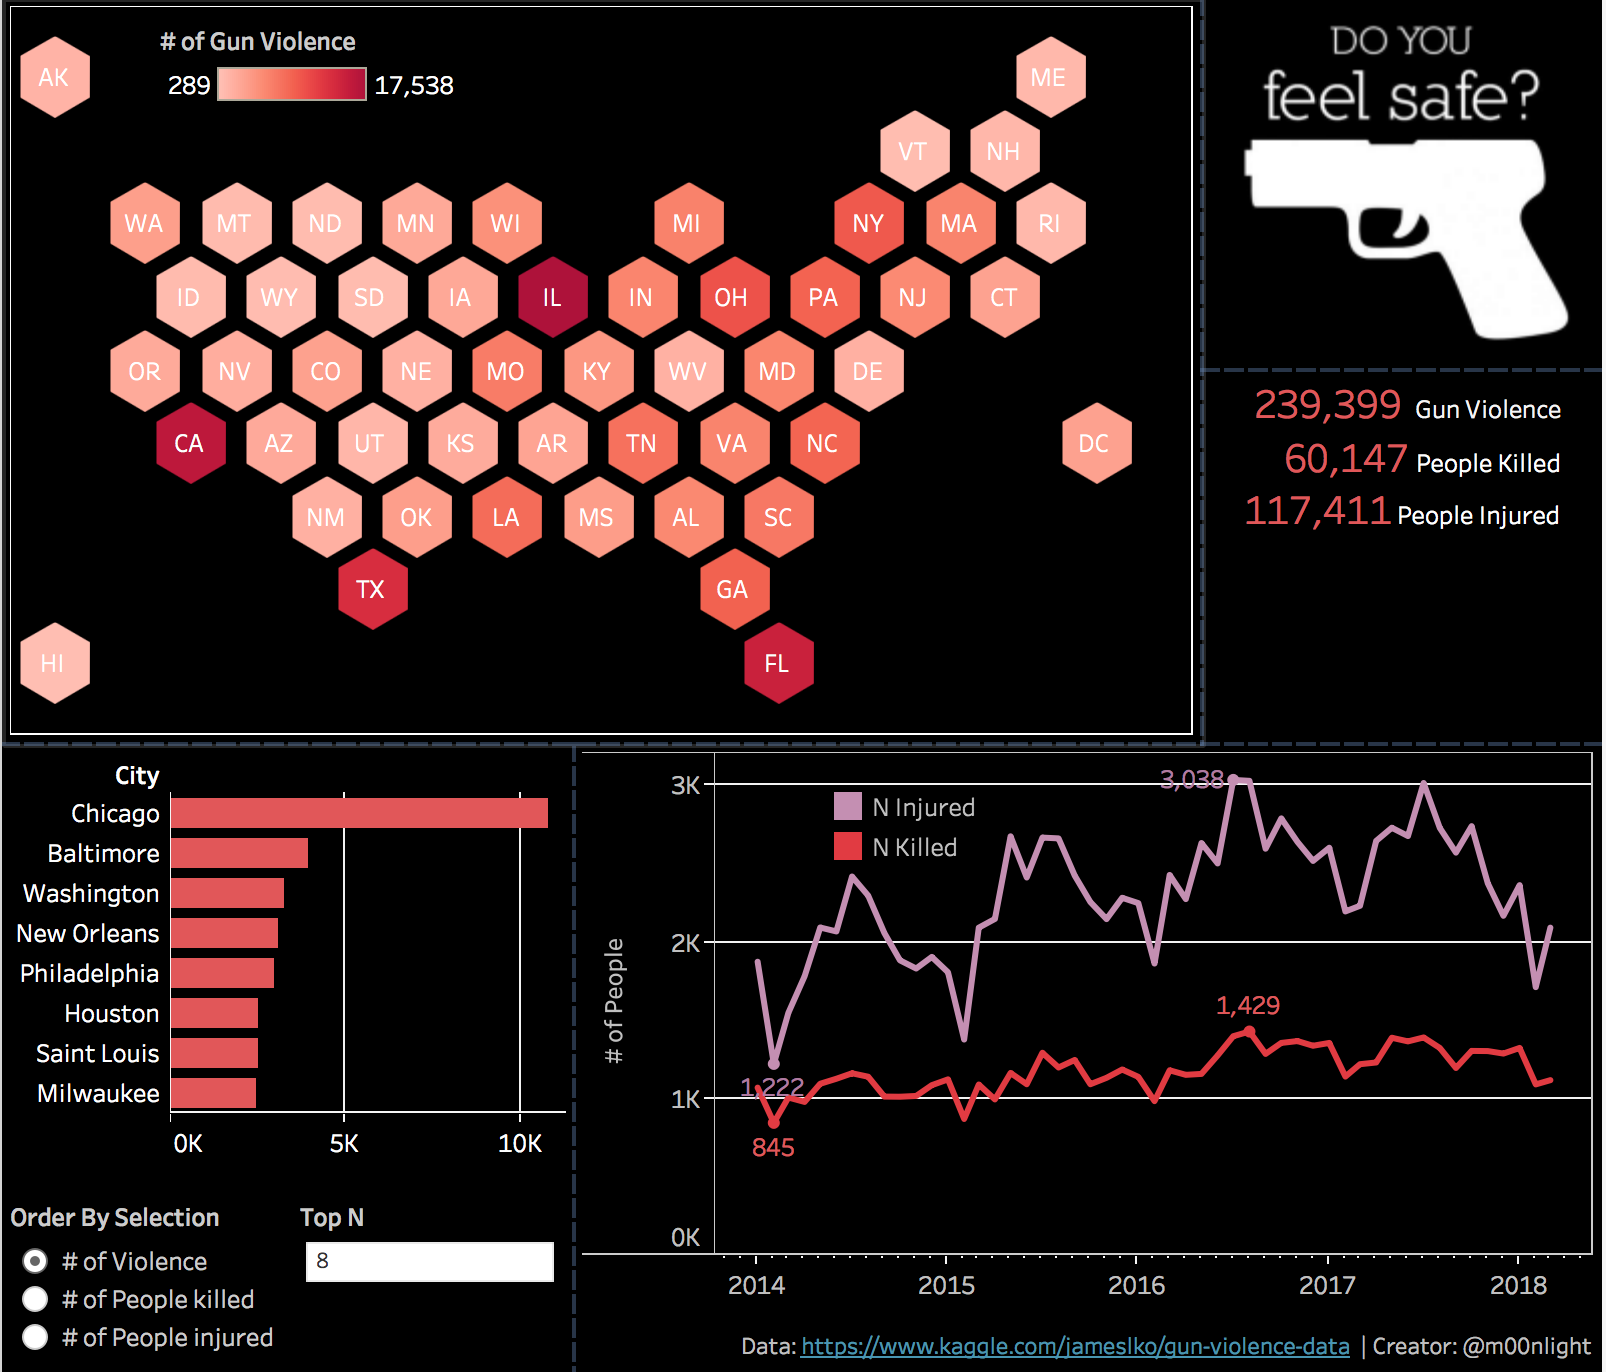 # of Gun Violence
289 17,538
AK ME
VT NH
WA MT ND MN WI MI NY MA RI
ID WY SD IA IL IN OH PA NJ CT
OR NV CO NE MO KY WV MD DE
CA AZ UT KS AR TN VA NC DC
NM OK LA MS AL SC
TX GA
HI FL
DO YOU
feel safe?
239,399 Gun Violence
60,147 People Killed
117,411 People Injured
City
Chicago
Baltimore
Washington
New Orleans
Philadelphia
Houston
Saint Louis
Milwaukee
0K 5K 10K
Order By Selection
# of Violence
# of People killed
# of People injured
Top N
8
# of People
3K
2K
1K
0K
N Injured
N Killed
3,038
1,429
1,222
845
2014 2015 2016 2017 2018
Data: https://www.kaggle.com/jameslko/gun-violence-data | Creator: @m00nlight